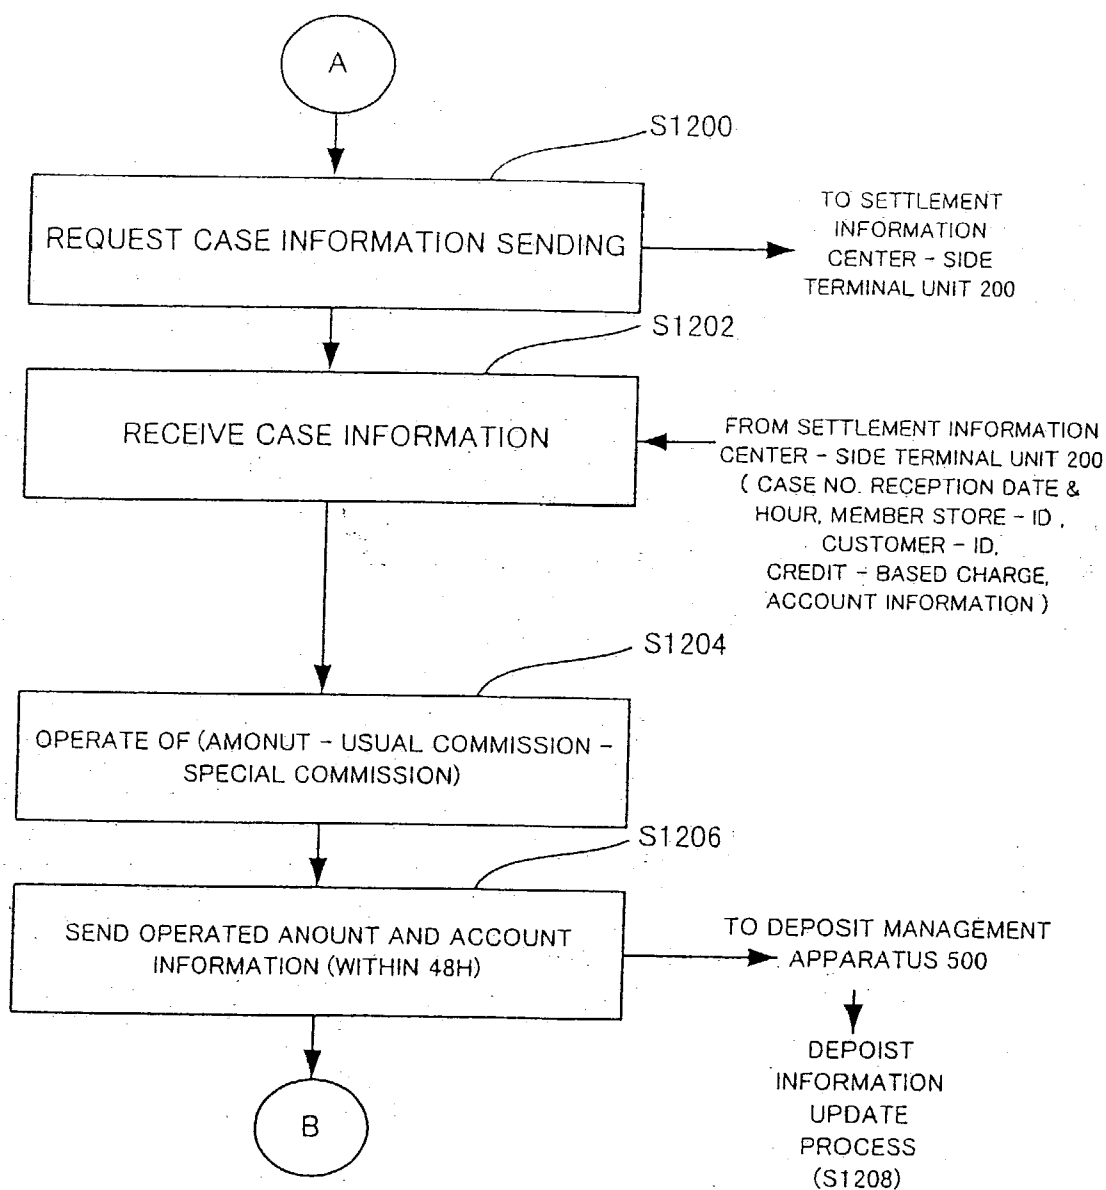 A
S1200
REQUEST CASE INFORMATION SENDING
TO SETTLEMENT
INFORMATION
CENTER - SIDE
TERMINAL UNIT 200
S1202
RECEIVE CASE INFORMATION
FROM SETTLEMENT INFORMATION
CENTER - SIDE TERMINAL UNIT 200
( CASE NO. RECEPTION DATE &
HOUR, MEMBER STORE - ID ,
CUSTOMER - ID,
CREDIT - BASED CHARGE,
ACCOUNT INFORMATION )
S1204
OPERATE OF (AMONUT - USUAL COMMISSION -
SPECIAL COMMISSION)
S1206
SEND OPERATED ANOUNT AND ACCOUNT
INFORMATION (WITHIN 48H)
TO DEPOSIT MANAGEMENT
APPARATUS 500
DEPOIST
INFORMATION
UPDATE
PROCESS
(S1208)
B